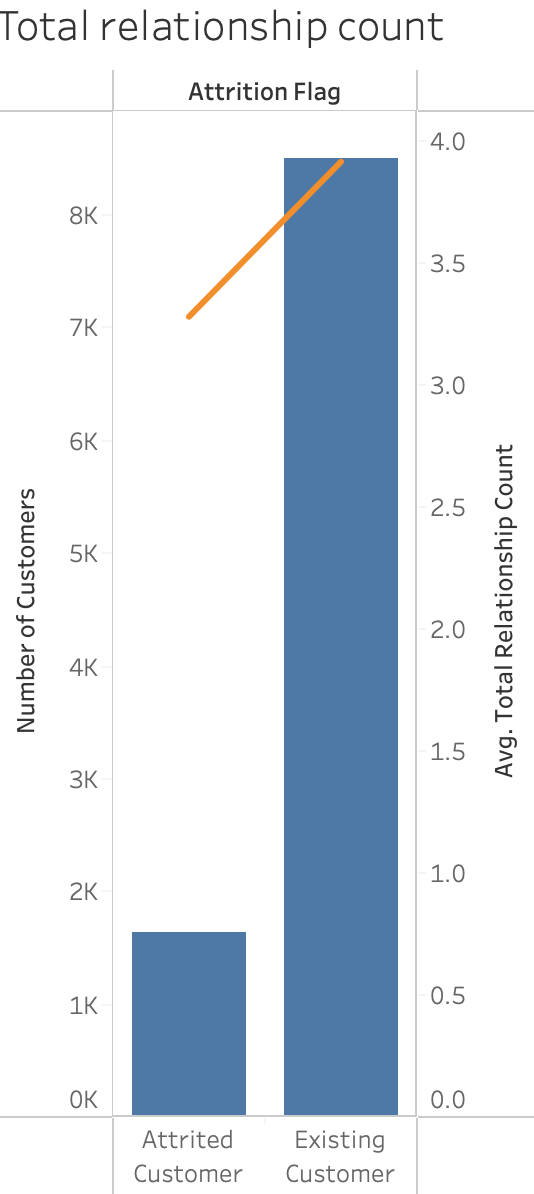 Total relationship count
Attrition Flag
Number of Customers
8K
7K
6K
5K
4K
3K
2K
1K
0K
4.0
3.5
3.0
2.5
2.0
1.5
1.0
0.5
0.0
Avg. Total Relationship Count
Attrited
Customer
Existing
Customer